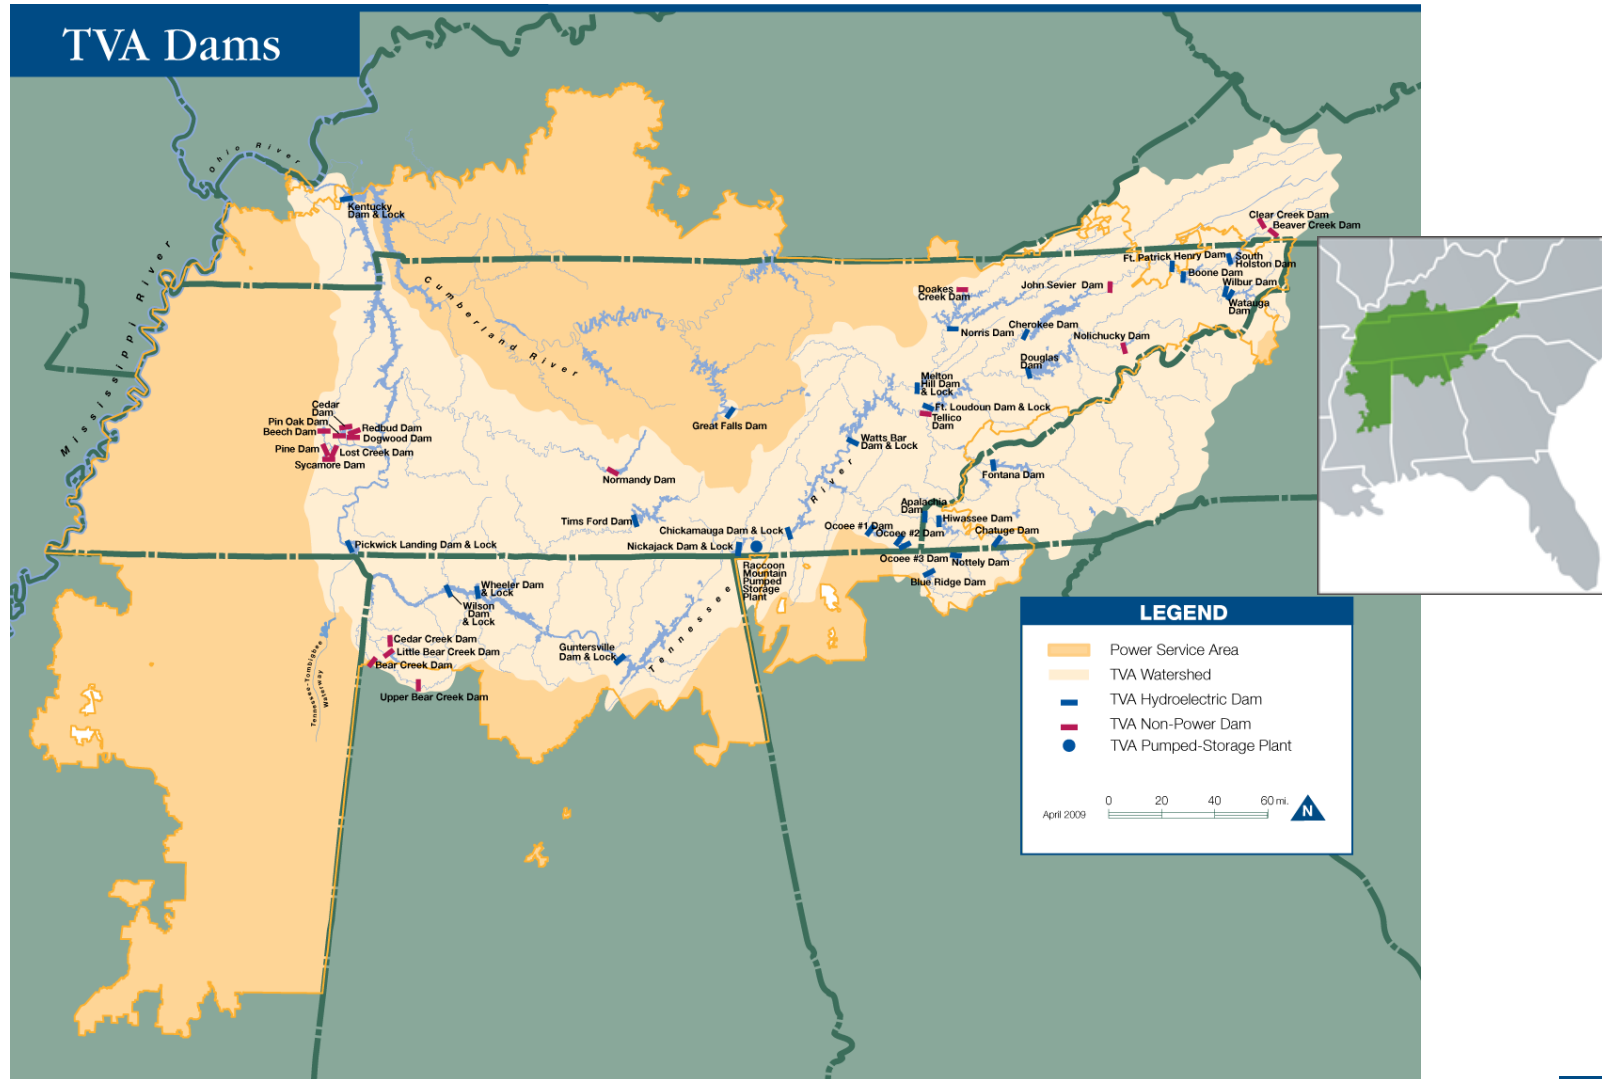 TVA Dams
Ohio River
Mississippi River
Kentucky
Dam & Lock
Cumberland River
Clear Creek Dam
Beaver Creek Dam
Ft. Patrick Henry Dam
South
Holston Dam
Boone Dam
Wilbur Dam
Watauga
Dam
Doakes
Creek Dam
John Sevier Dam
Norris Dam
Cherokee Dam
Nolichucky Dam
Douglas
Dam
Melton
Hill Dam
& Lock
Ft. Loudoun Dam & Lock
Tellico
Dam
Great Falls Dam
Watts Bar
Dam & Lock
Cedar
Dam
Pin Oak Dam
Redbud Dam
Beech Dam
Dogwood Dam
Pine Dam
Lost Creek Dam
Sycamore Dam
Normandy Dam
Fontana Dam
Tims Ford Dam
Chickamauga Dam & Lock
Nickajack Dam & Lock
Apalachia
Dam
Hiwassee Dam
Ocoee #1 Dam
Ocoee #2 Dam
Chatuge Dam
Ocoee #3 Dam
Nottely Dam
Blue Ridge Dam
Pickwick Landing Dam & Lock
Raccoon
Mountain
Pumped
Storage
Plant
Wheeler Dam
& Lock
Wilson
Dam
& Lock
Tennessee River
Guntersville
Dam & Lock
Cedar Creek Dam
Little Bear Creek Dam
Bear Creek Dam
Upper Bear Creek Dam
Tennessee-Tombigbee
Waterway
LEGEND
Power Service Area
TVA Watershed
TVA Hydroelectric Dam
TVA Non-Power Dam
TVA Pumped-Storage Plant
April 2009
0 20 40 60 mi.
N